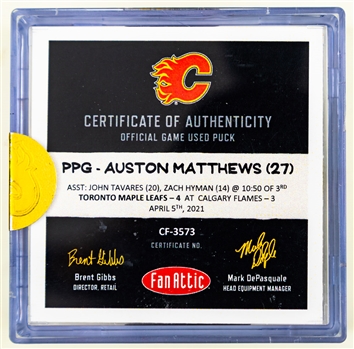 C
CERTIFICATE OF AUTHENTICITY
OFFICIAL GAME USED PUCK
PPG - AUSTON MATTHEWS (27)
ASST: JOHN TAVARES (20), ZACH HYMAN (14) @ 10:50 OF 3RD
TORONTO MAPLE LEAFS – 4 AT CALGARY FLAMES – 3
APRIL 5TH, 2021
CF-3573
CERTIFICATE NO.
Brent Gibbs
Brent Gibbs
DIRECTOR, RETAIL
FanAttic
Mark DePasquale
HEAD EQUIPMENT MANAGER